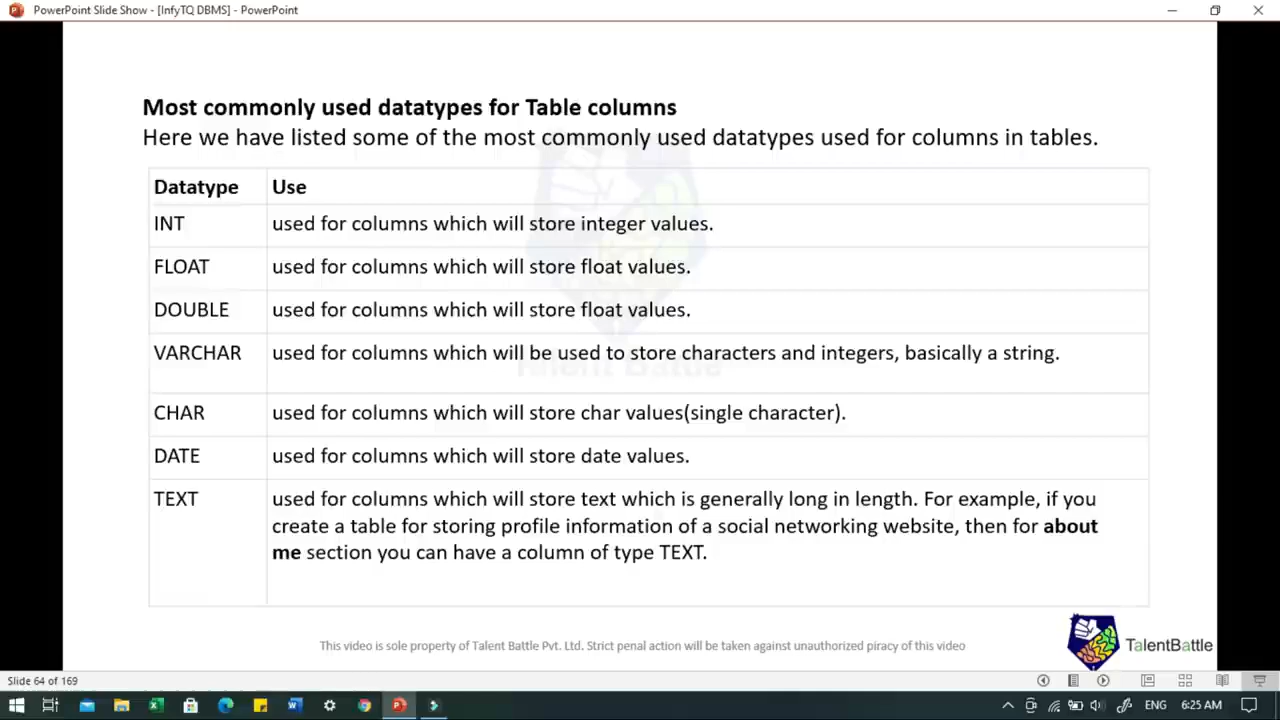 PowerPoint Slide Show - [InfyTQ DBMS] - PowerPoint
Most commonly used datatypes for Table columns
Here we have listed some of the most commonly used datatypes used for columns in tables.
Datatype Use
INT used for columns which will store integer values.
FLOAT used for columns which will store float values.
DOUBLE used for columns which will store float values.
VARCHAR used for columns which will be used to store characters and integers, basically a string.
CHAR used for columns which will store char values(single character).
DATE used for columns which will store date values.
TEXT used for columns which will store text which is generally long in length. For example, if you
create a table for storing profile information of a social networking website, then for about
me section you can have a column of type TEXT.
This video is sole property of Talent Battle Pvt. Ltd. Strict penal action will be taken against unauthorized piracy of this video
TalentBattle
Slide 64 of 169
ENG 6:25 AM